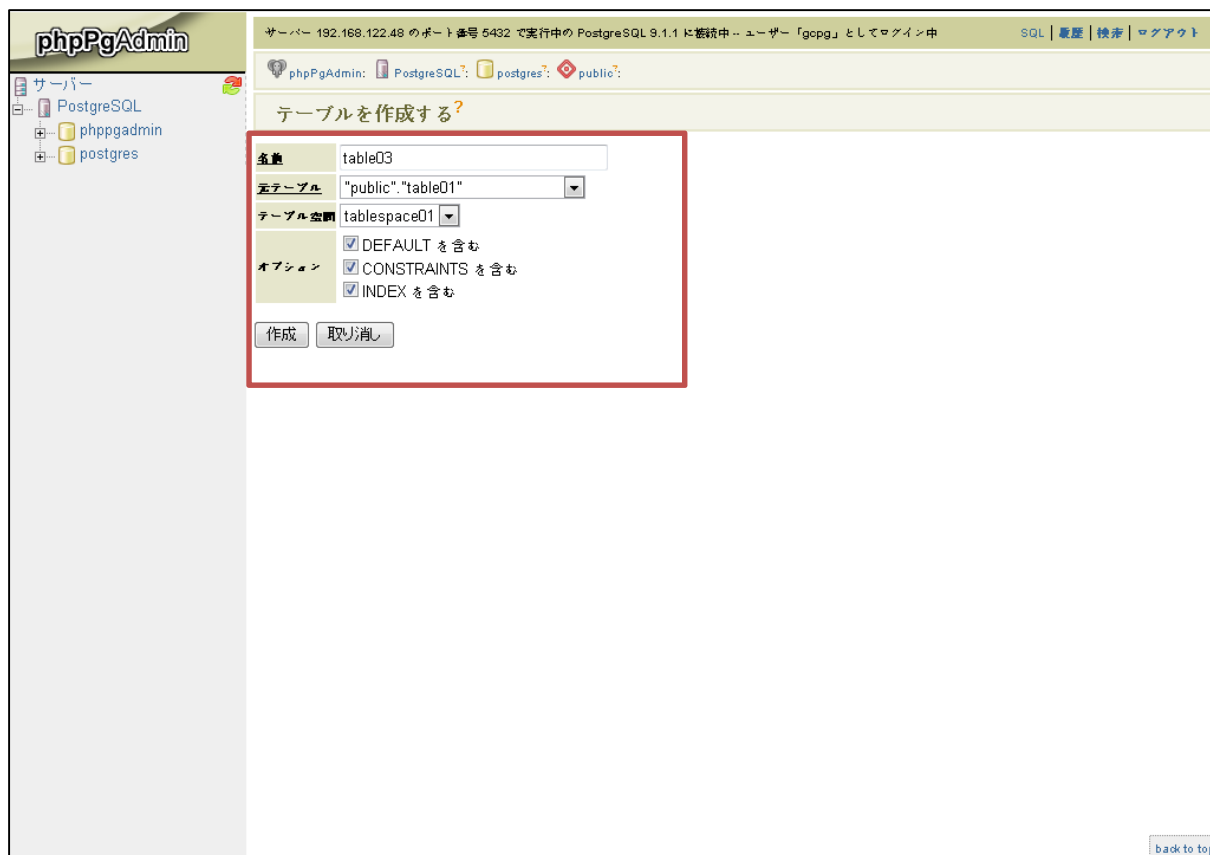 phpPgAdmin
サーバー 192.168.122.48 のポート番号 5432 で実行中の PostgreSQL 9.1.1 に接続中 -- ユーザー「gopg」としてログイン中
SQL | 履歴 | 検索 | ログアウト
phpPgAdmin: PostgreSQL?: postgres?: public?:
サーバー
PostgreSQL
phppgadmin
postgres
テーブルを作成する?
名前 table03
元テーブル "public"."table01"
テーブル空間 tablespace01
オプション
DEFAULT を含む
CONSTRAINTS を含む
INDEX を含む
作成 取り消し
back to top